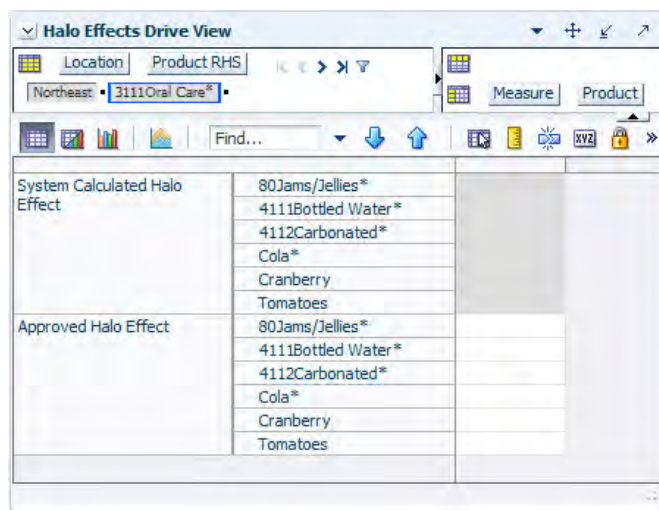 Halo Effects Drive View
Location Product RHS
Northeast 3111Oral Care*
Measure Product
Find...
XYZ
System Calculated Halo
Effect
80Jams/Jellies*
4111Bottled Water*
4112Carbonated*
Cola*
Cranberry
Tomatoes
Approved Halo Effect
80Jams/Jellies*
4111Bottled Water*
4112Carbonated*
Cola*
Cranberry
Tomatoes